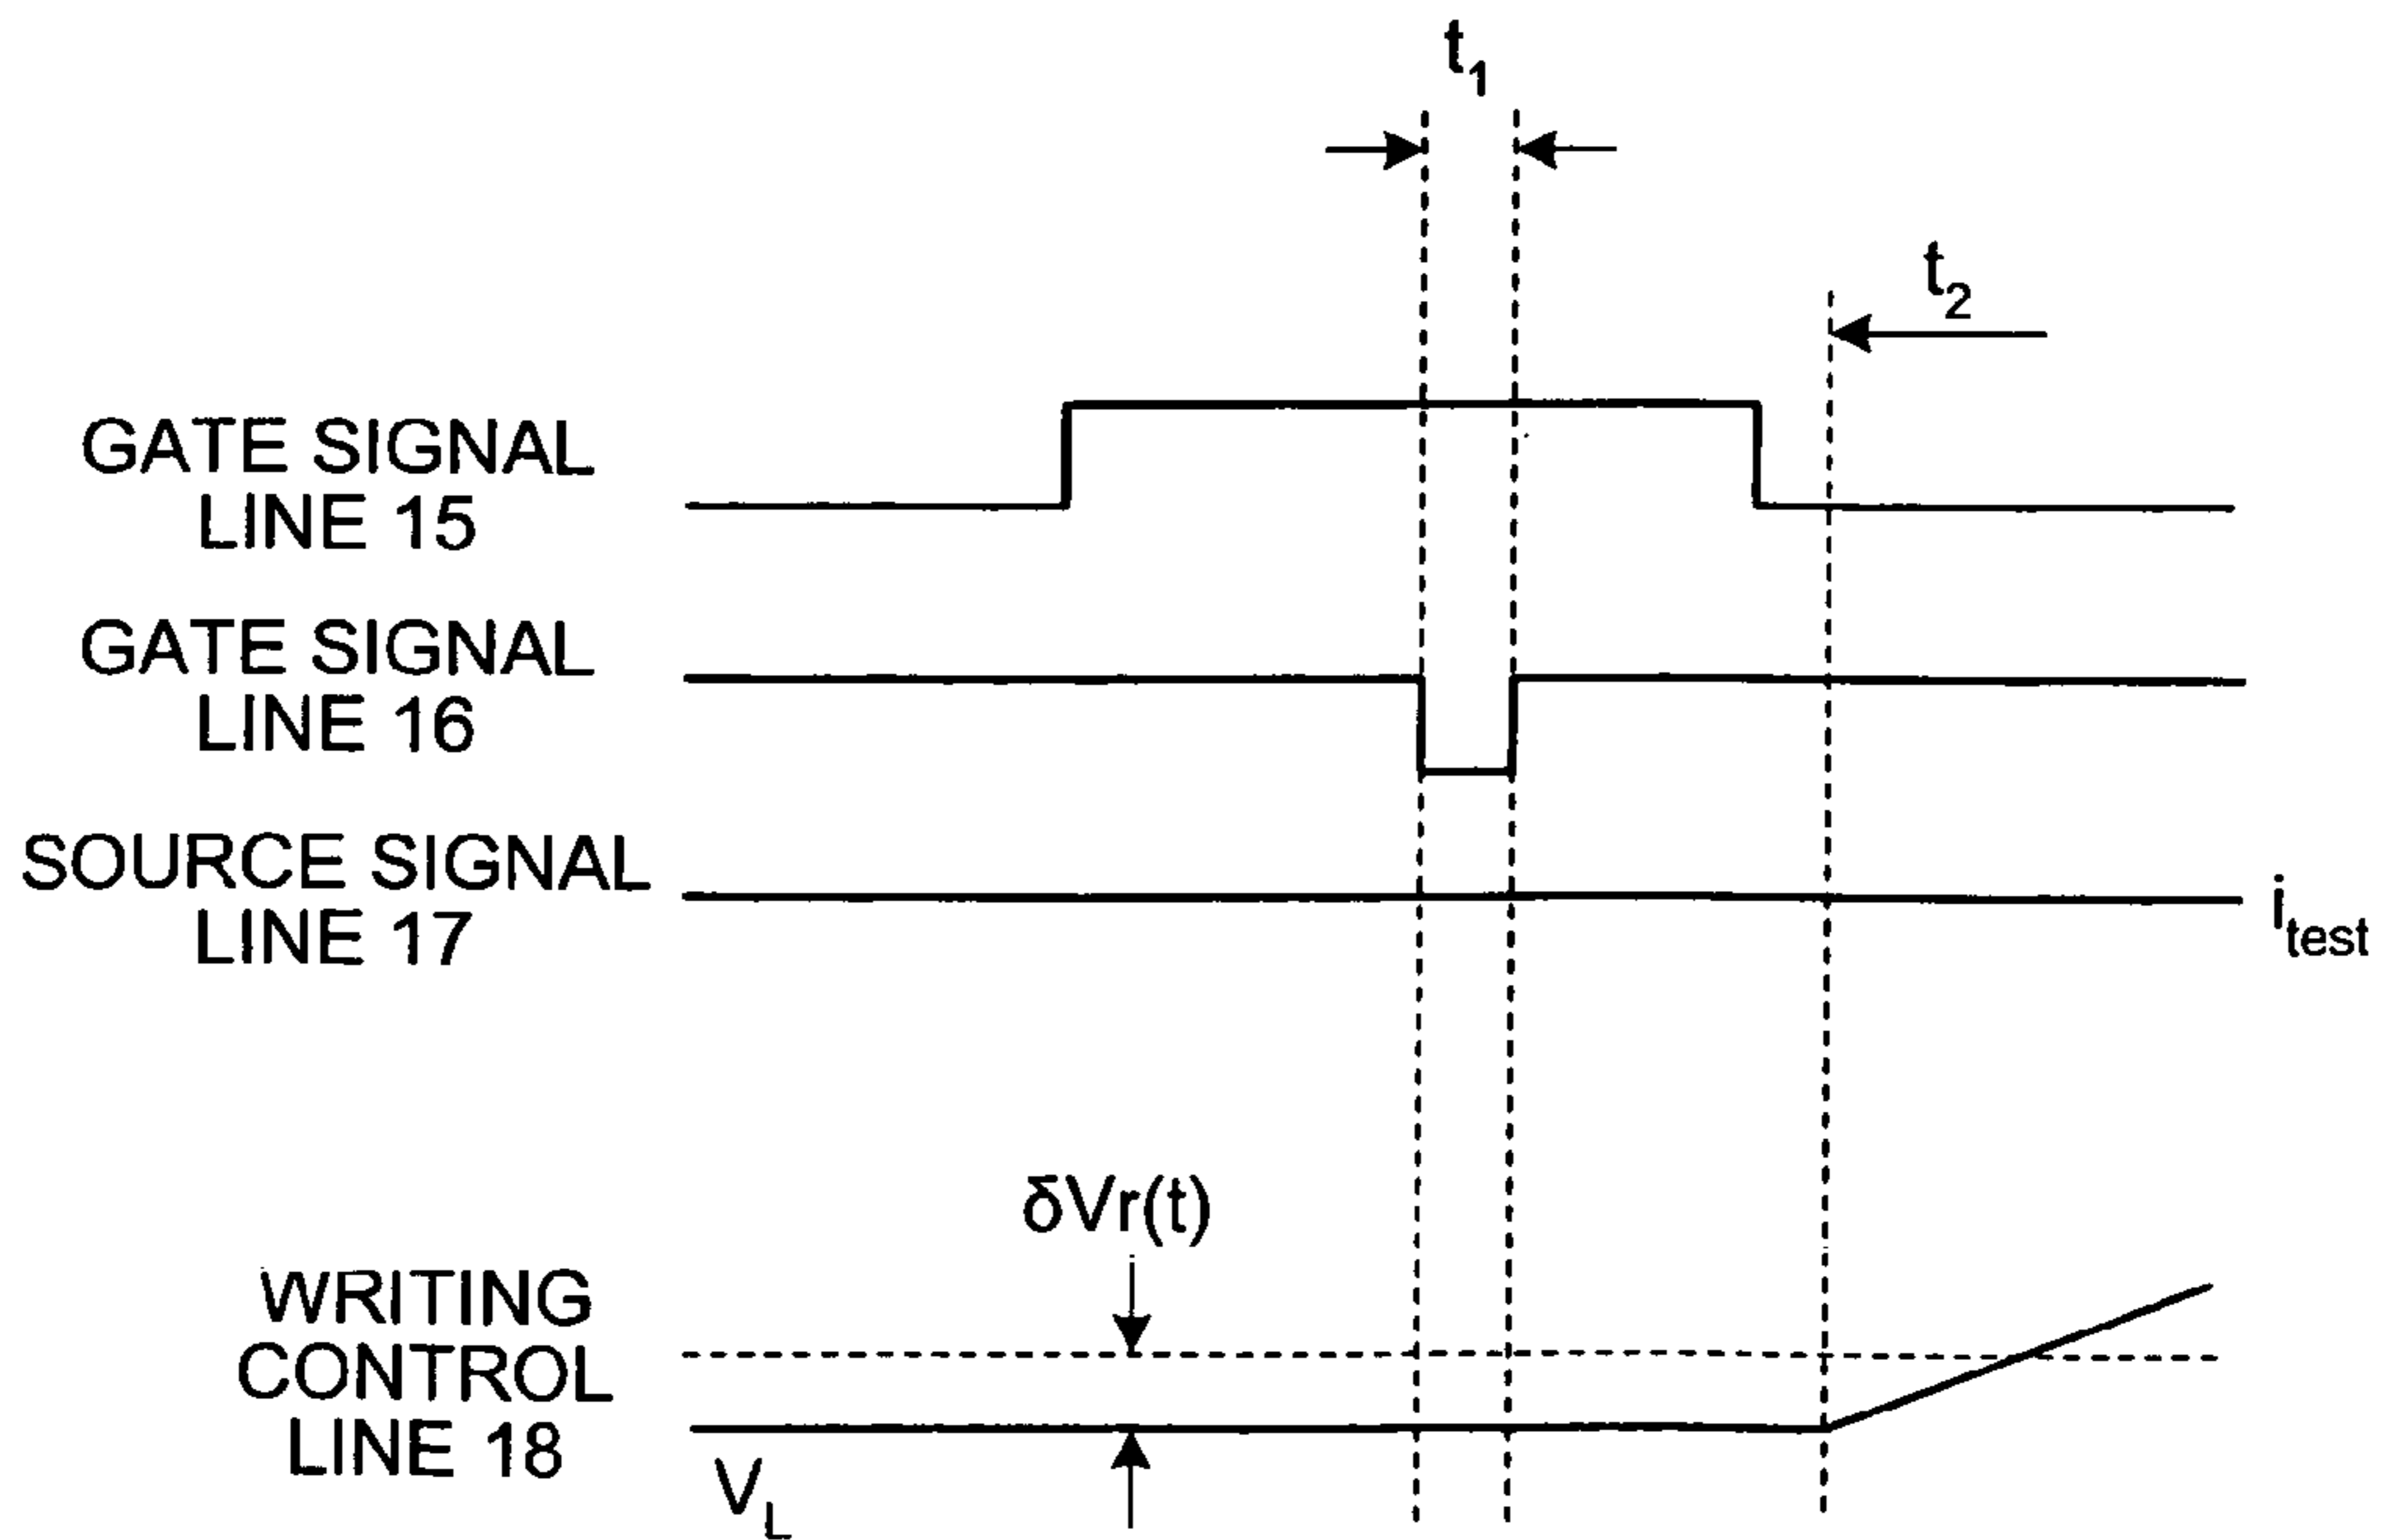 t1
t2
GATE SIGNAL
LINE 15
GATE SIGNAL
LINE 16
SOURCE SIGNAL
LINE 17
itest
δVr(t)
WRITING
CONTROL
LINE 18
VL